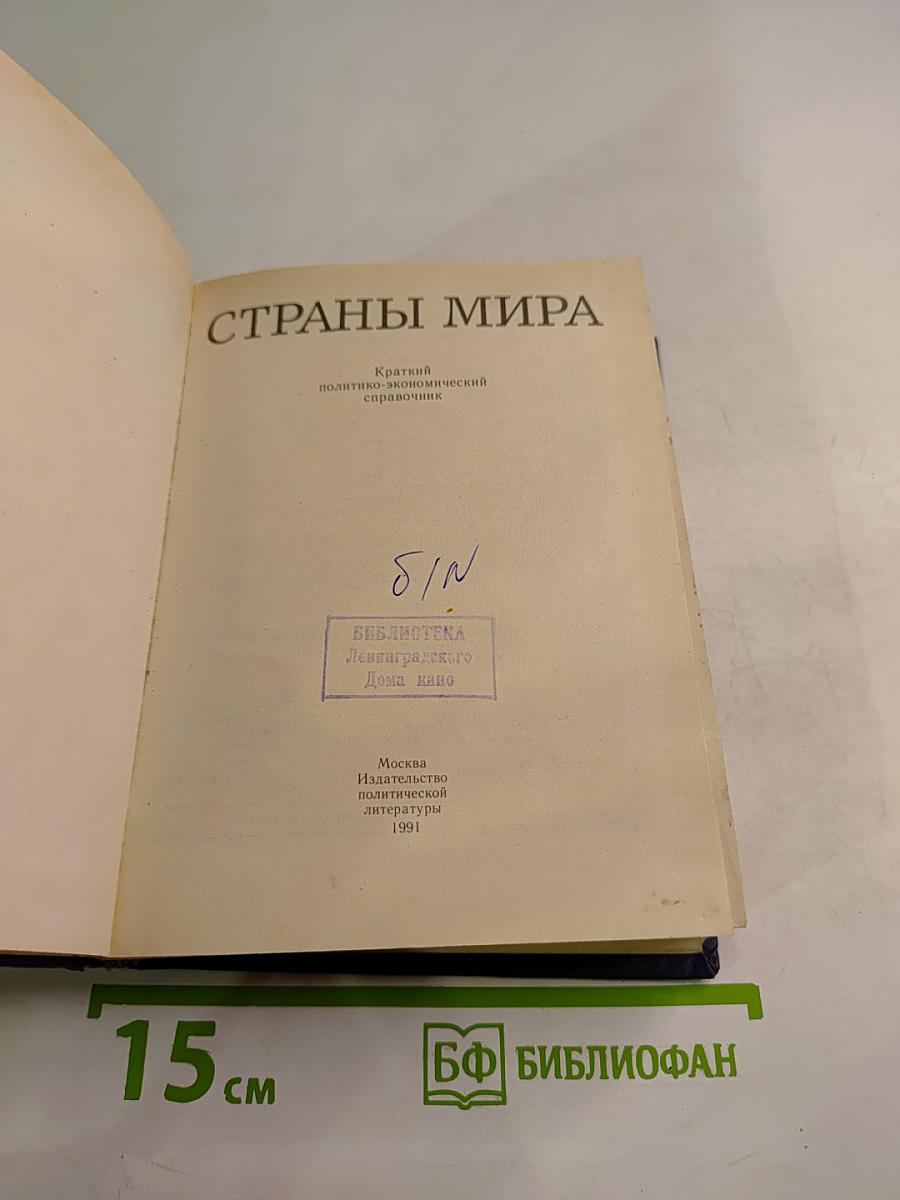 СТРАНЫ МИРА
Краткий
политико-экономический
справочник
б/N
БИБЛИОТЕКА
Ленинградского
Дома кино
Москва
Издательство
политической
литературы
1991
15 см
БФ БИБЛИОФАН